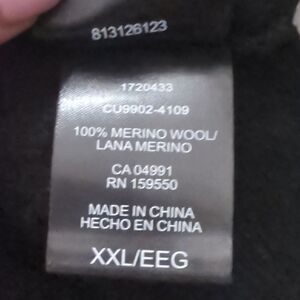 813126123
1720433
CU9902-4109
100% MERINO WOOL/
LANA MERINO
CA 04991
RN 159550
MADE IN CHINA
HECHO EN CHINA
XXL/EEG